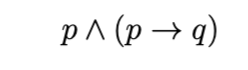 p ∧ (p → q)